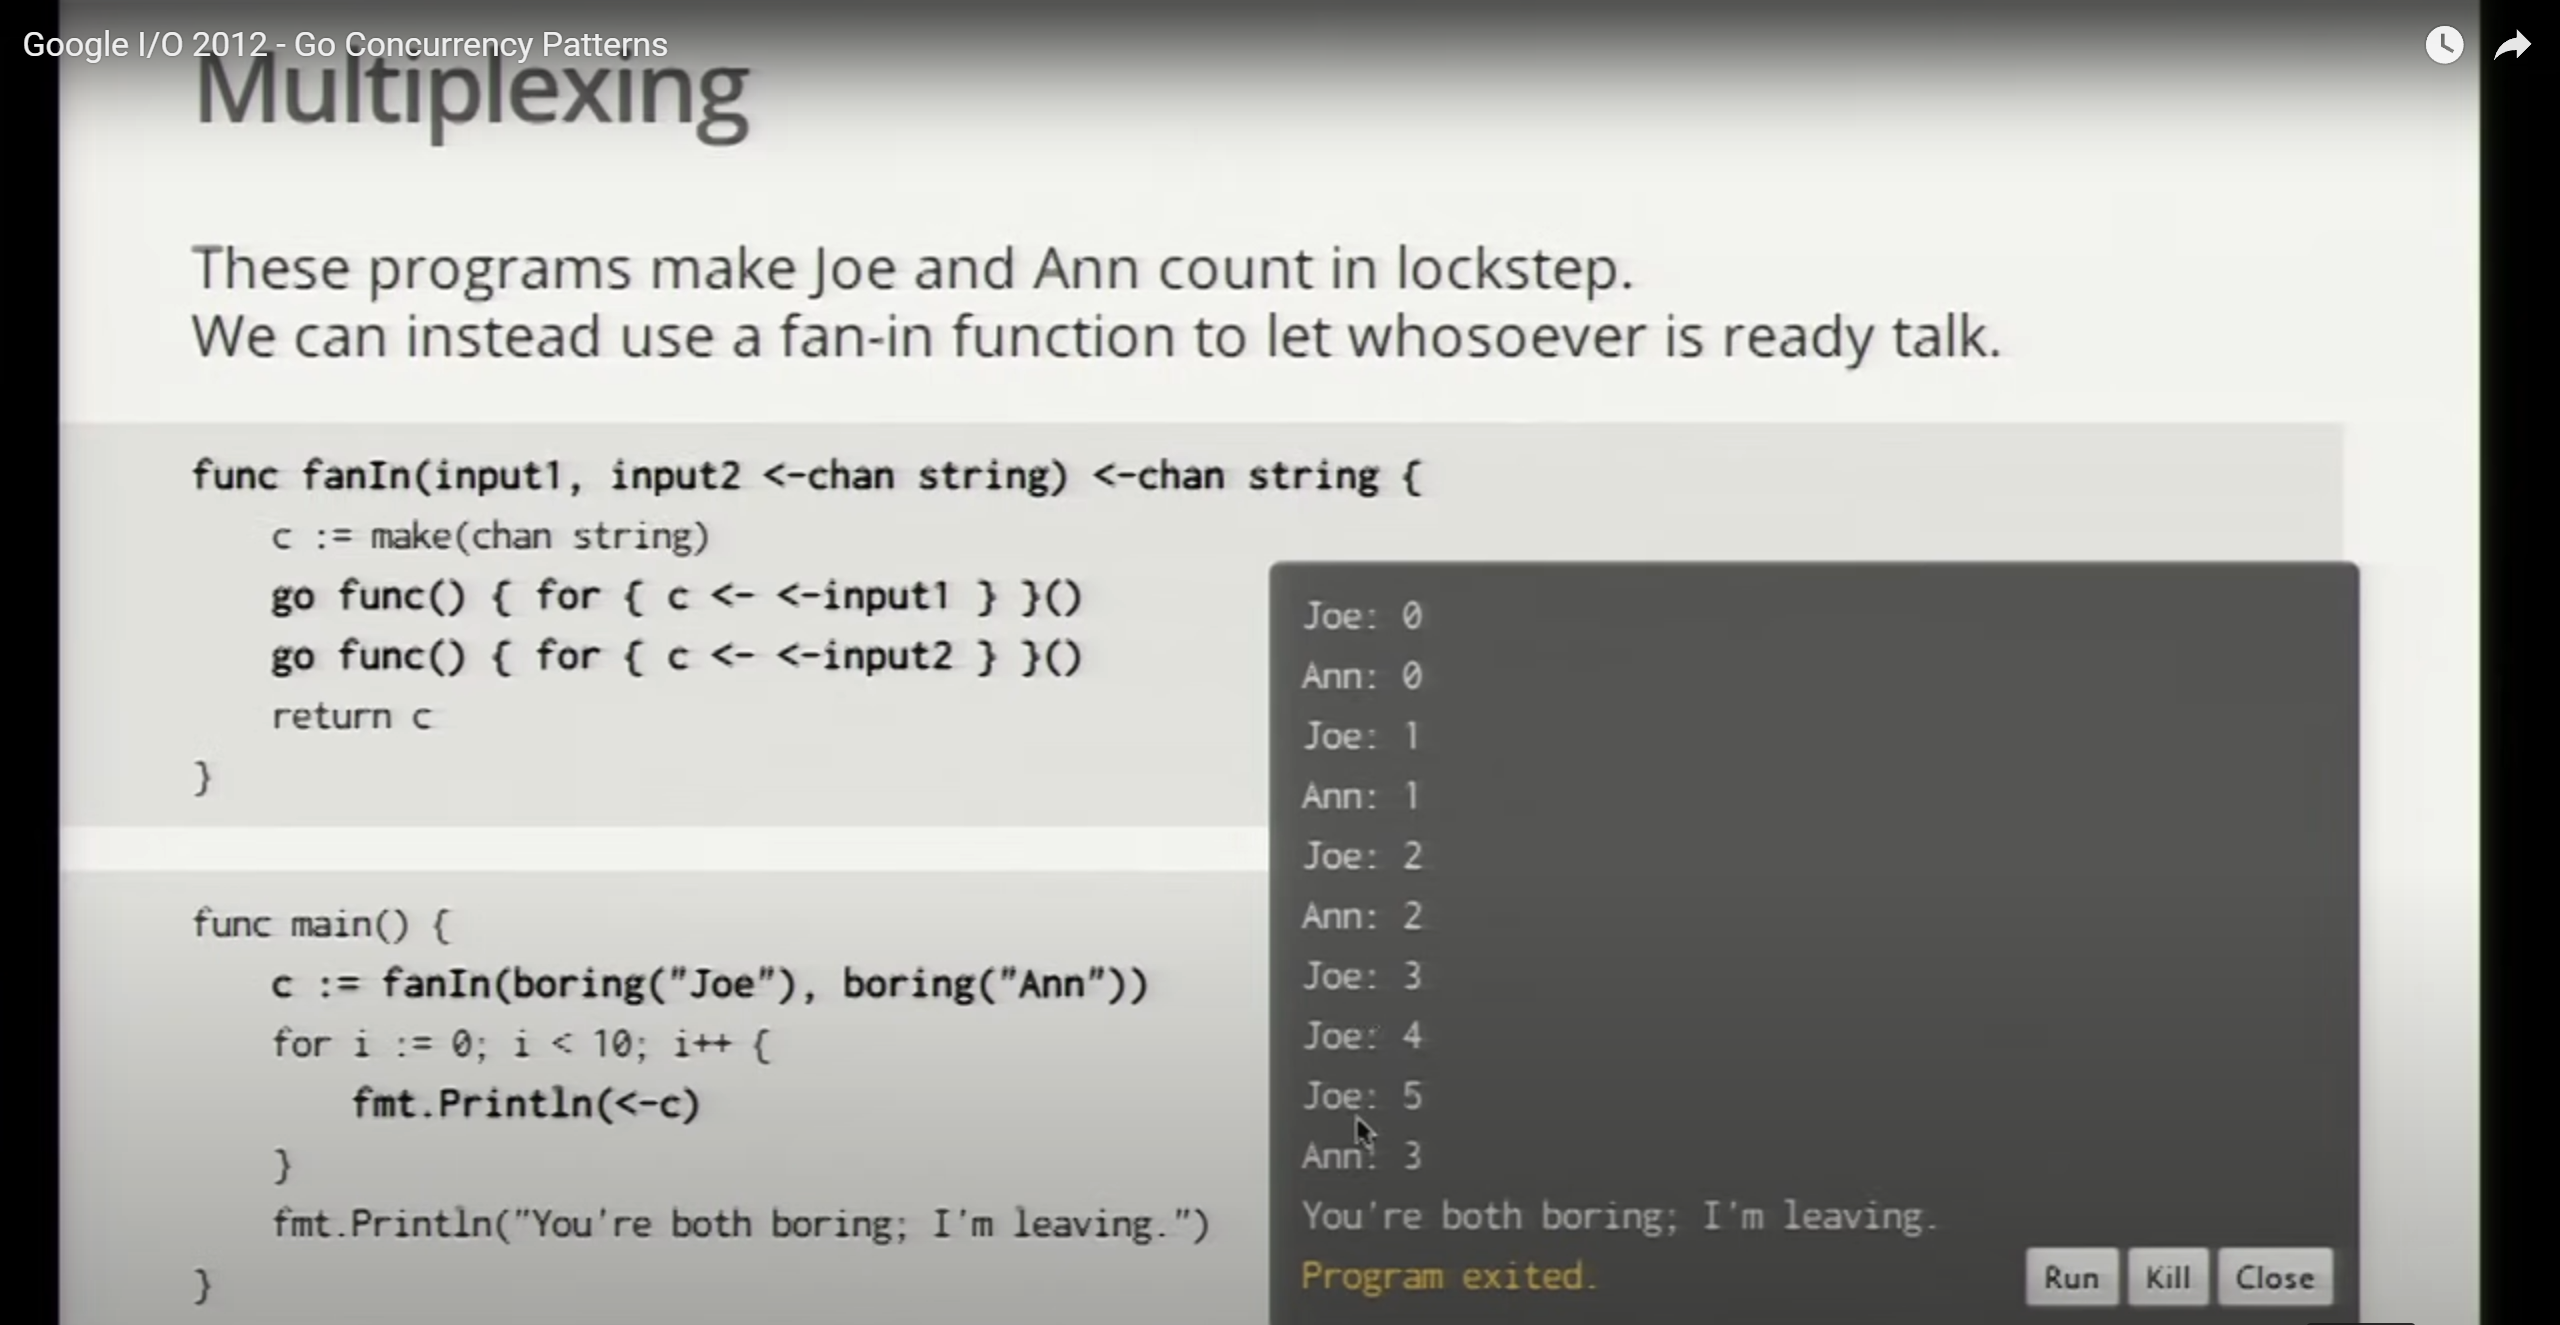 Google I/O 2012 - Go Concurrency Patterns
Multiplexing
These programs make Joe and Ann count in lockstep.
We can instead use a fan-in function to let whosoever is ready talk.
func fanIn(input1, input2 <-chan string) <-chan string {
    c := make(chan string)
    go func() { for { c <- <-input1 } }()
    go func() { for { c <- <-input2 } }()
    return c
}
func main() {
    c := fanIn(boring("Joe"), boring("Ann"))
    for i := 0; i < 10; i++ {
        fmt.Println(<-c)
    }
    fmt.Println("You're both boring; I'm leaving.")
}
Joe: 0
Ann: 0
Joe: 1
Ann: 1
Joe: 2
Ann: 2
Joe: 3
Joe: 4
Joe: 5
Ann: 3
You're both boring; I'm leaving.
Program exited.
Run Kill Close